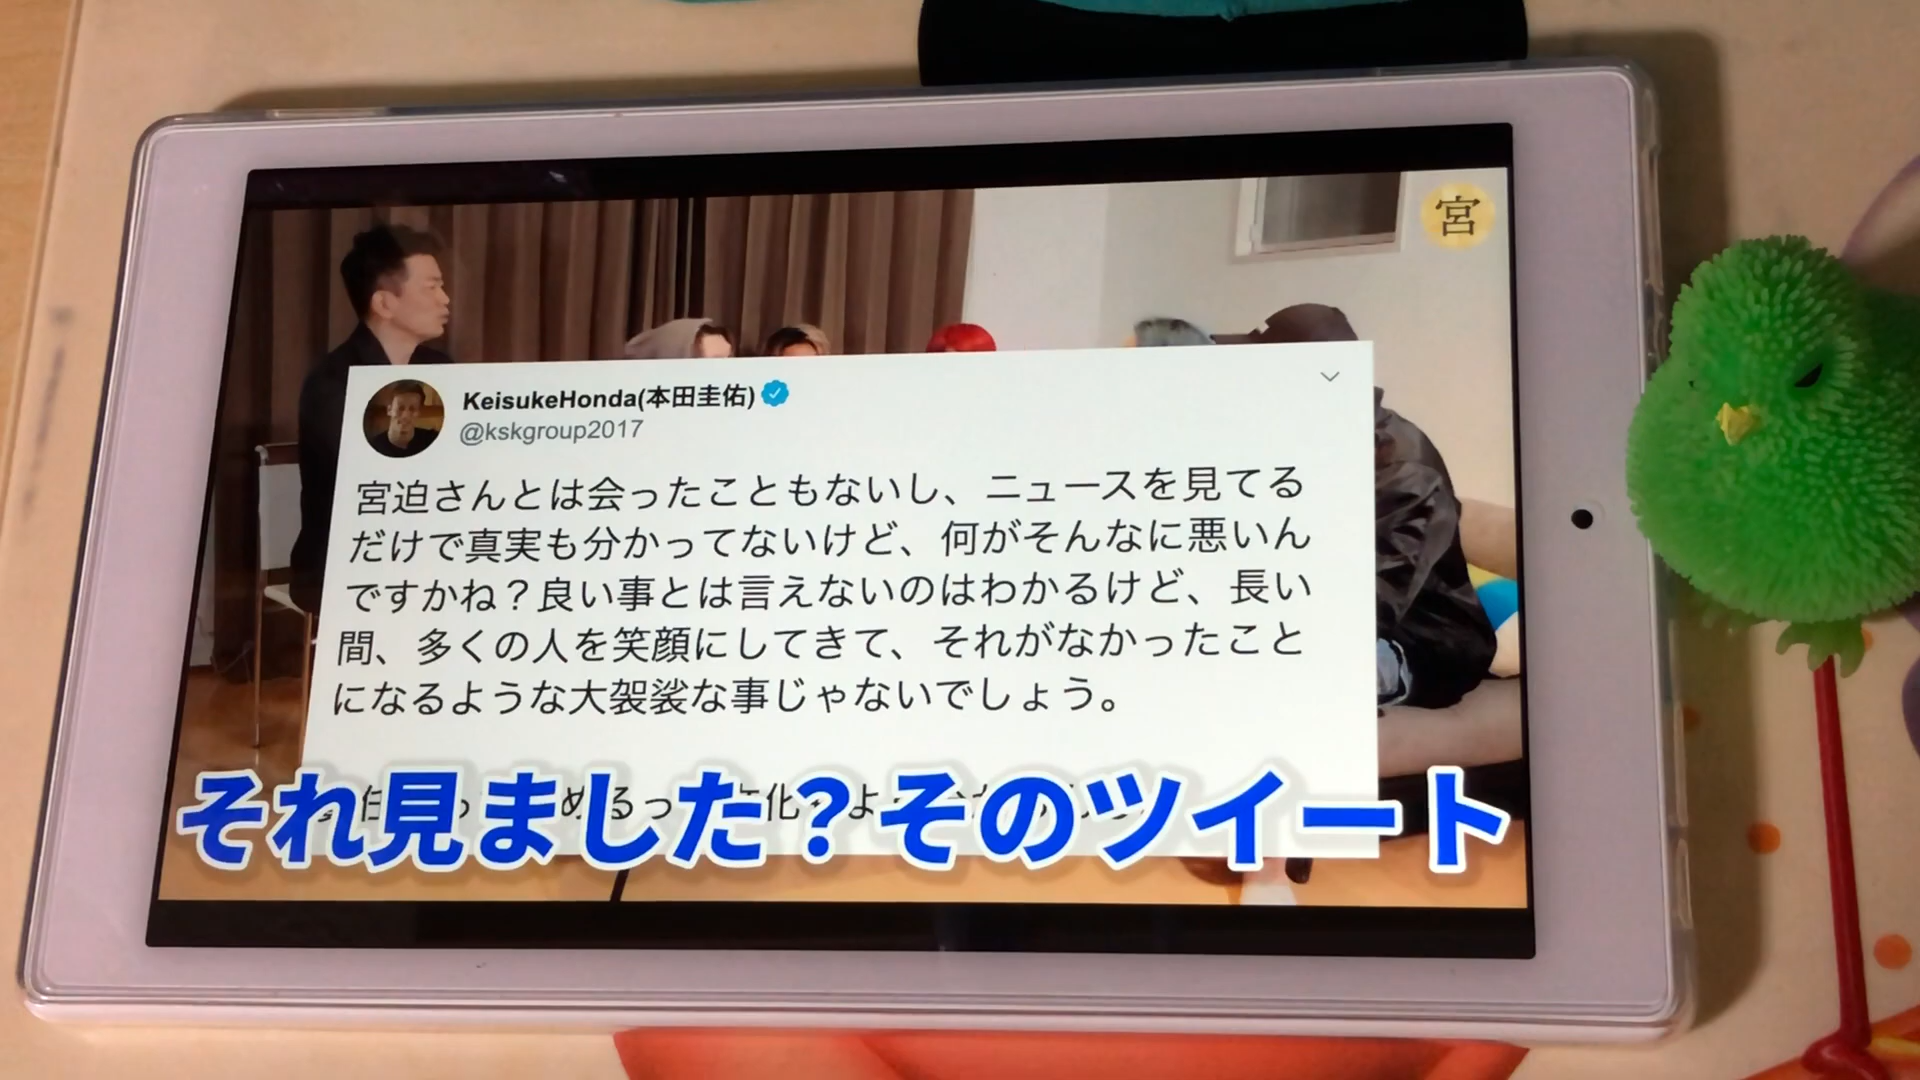 宮
KeisukeHonda(本田圭佑)
@kskgroup2017
宮迫さんとは会ったこともないし、ニュースを見てる
だけで真実も分かってないけど、何がそんなに悪いん
ですかね？良い事とは言えないのはわかるけど、長い
間、多くの人を笑顔にしてきて、それがなかったこと
になるような大袈裟な事じゃないでしょう。
それ見ました？そのツイート